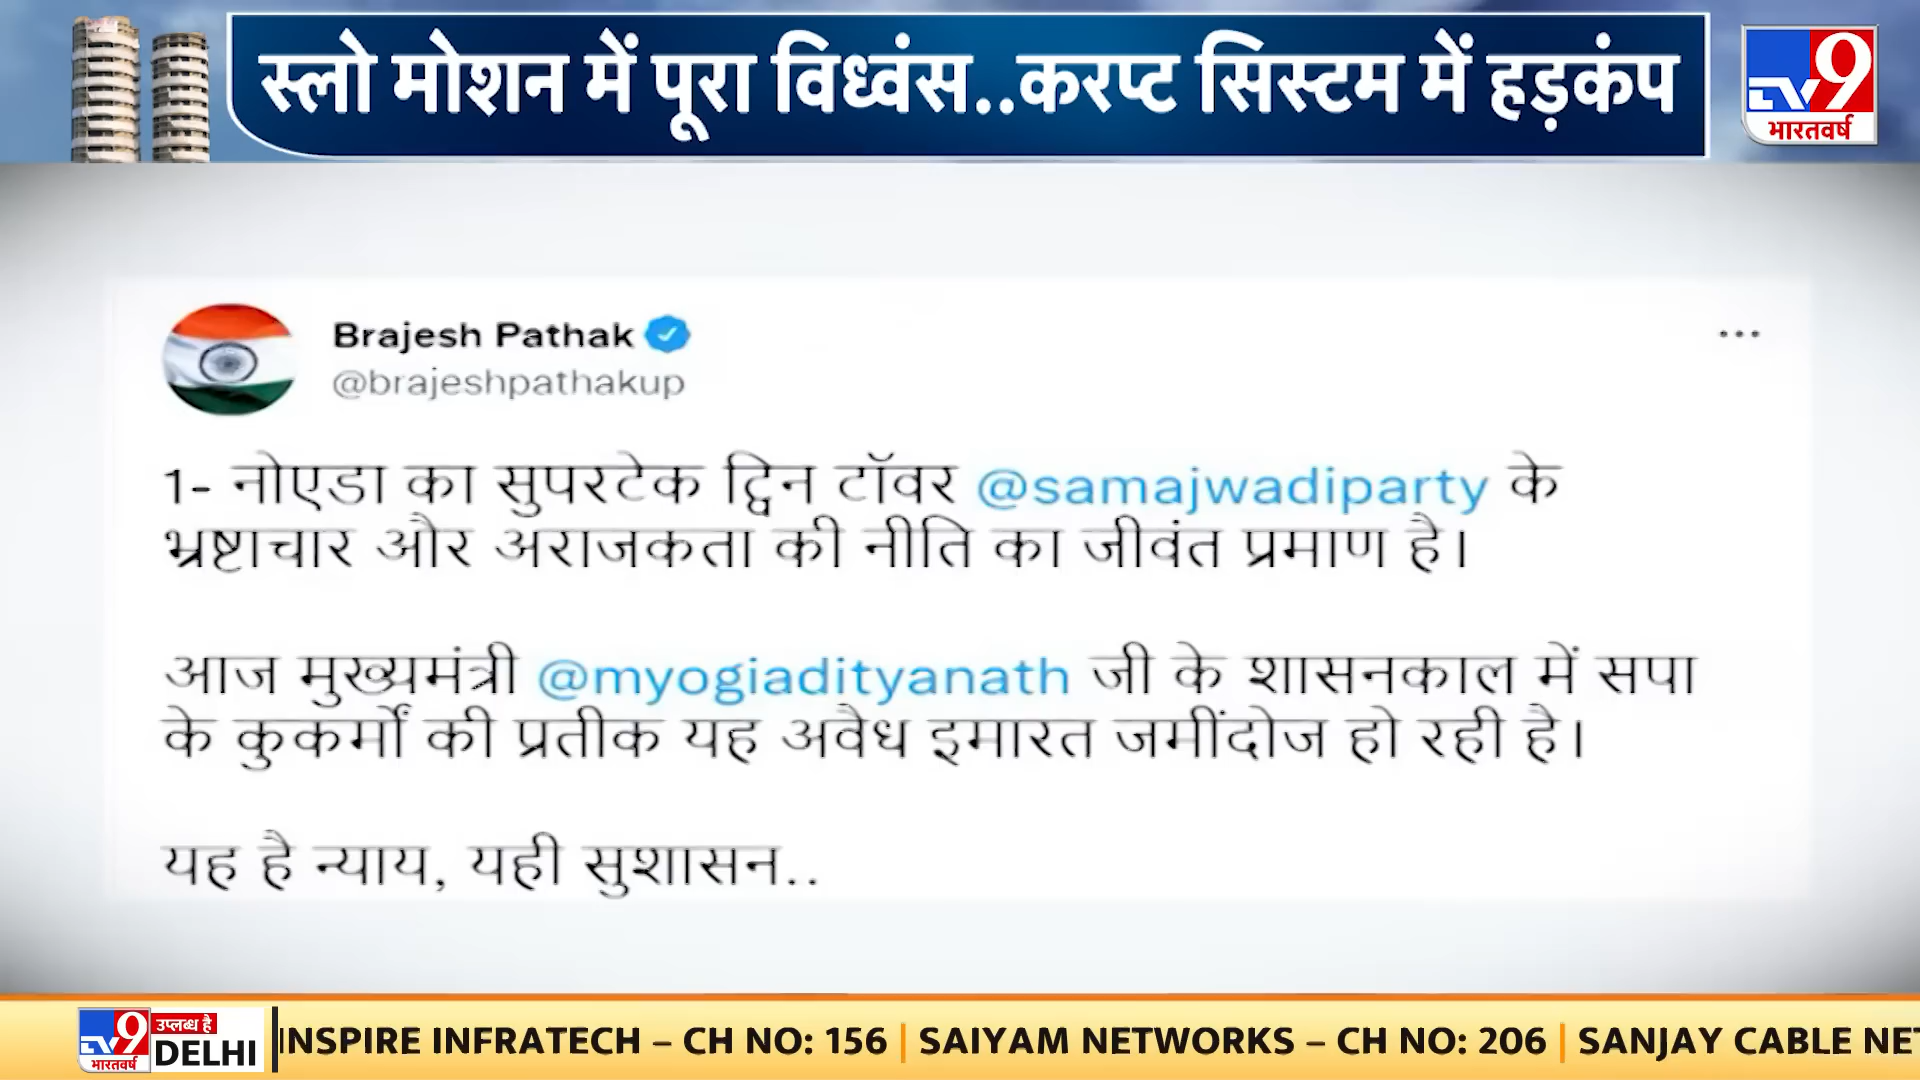 स्लो मोशन में पूरा विध्वंस..करप्ट सिस्टम में हड़कंप
TV9
भारतवर्ष
Brajesh Pathak
@brajeshpathakup
1- नोएडा का सुपरटेक ट्विन टॉवर @samajwadiparty के
भ्रष्टाचार और अराजकता की नीति का जीवंत प्रमाण है।
आज मुख्यमंत्री @myogiadityanath जी के शासनकाल में सपा
के कुकर्मों की प्रतीक यह अवैध इमारत जमींदोज हो रही है।
यह है न्याय, यही सुशासन..
TV9
भारतवर्ष
उपलब्ध है
DELHI
INSPIRE INFRATECH – CH NO: 156 | SAIYAM NETWORKS – CH NO: 206 | SANJAY CABLE NET